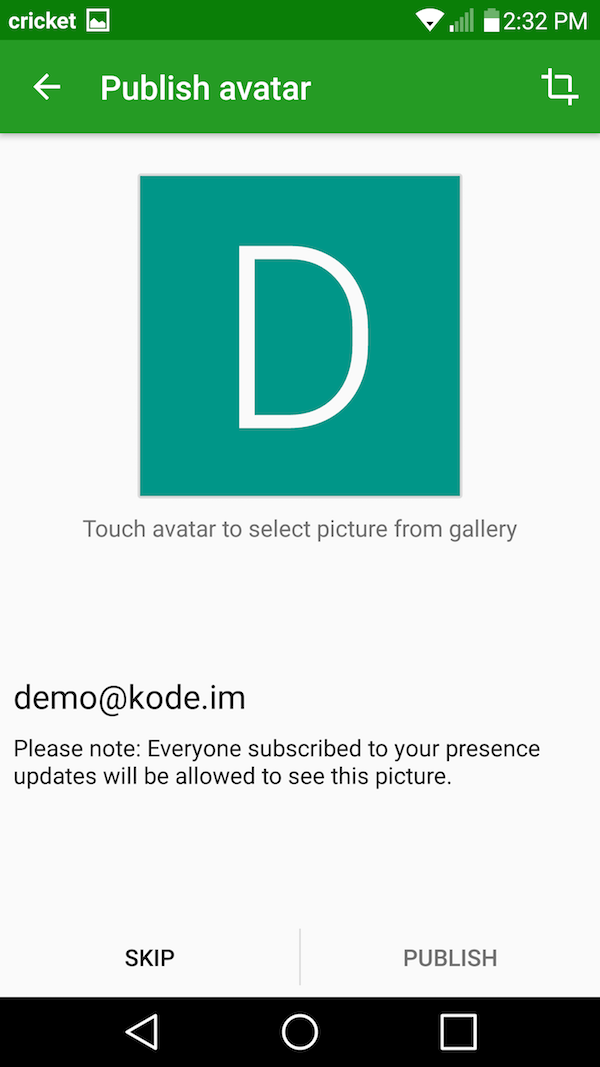 cricket 2:32 PM
Publish avatar
D
Touch avatar to select picture from gallery
demo@kode.im
Please note: Everyone subscribed to your presence
updates will be allowed to see this picture.
SKIP PUBLISH